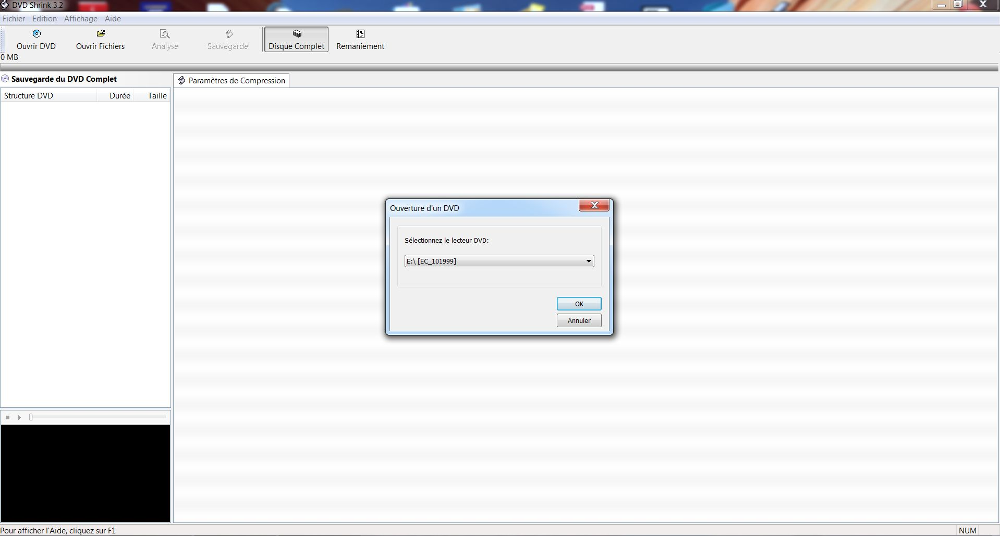 DVD Shrink 3.2
Fichier Edition Affichage Aide
Ouvrir DVD Ouvrir Fichiers Analyse Sauvegarde! Disque Complet Remaniement
0 MB
Sauvegarde du DVD Complet
Paramètres de Compression
Structure DVD Durée Taille
Ouverture d'un DVD
Sélectionnez le lecteur DVD:
E:\ [EC_101999]
OK
Annuler
Pour afficher l'Aide, cliquez sur F1
NUM